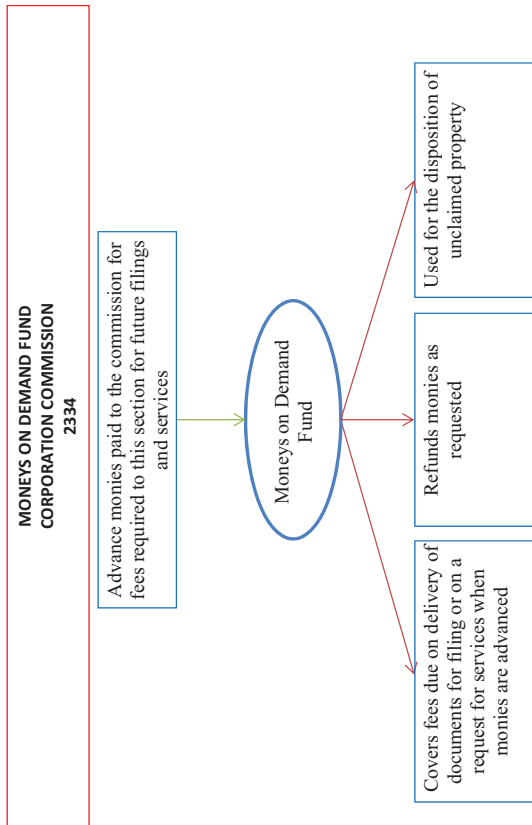 MONEYS ON DEMAND FUND
CORPORATION COMMISSION
2334
Advance monies paid to the commission for
fees required to this section for future filings
and services
Moneys on Demand
Fund
Covers fees due on delivery of
documents for filing or on a
request for services when
monies are advanced
Refunds monies as
requested
Used for the disposition of
unclaimed property